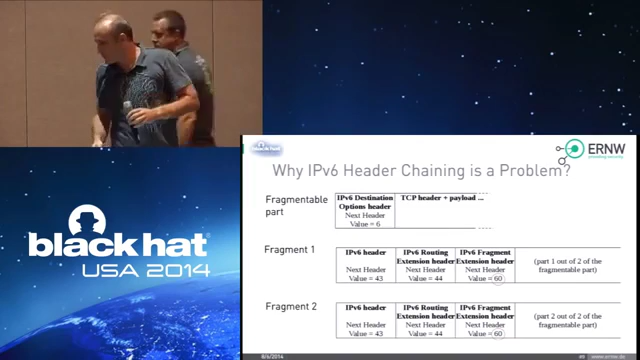 ERNW
providing security.
Why IPv6 Header Chaining is a Problem?
Fragmentable
part
IPv6 Destination
Options header
Next Header
Value = 6
TCP header + payload ...
Fragment 1
IPv6 header
Next Header
Value = 43
IPv6 Routing
Extension header
Next Header
Value = 44
IPv6 Fragment
Extension Header
Next Header
Value = 60
(part 1 out of 2 of the
fragmentable part)
Fragment 2
IPv6 header
Next Header
Value = 43
IPv6 Routing
Extension header
Next Header
Value = 44
IPv6 Fragment
Extension Header
Next Header
Value = 60
(part 2 out of 2 of the
fragmentable part)
8/6/2014
black hat
USA 2014